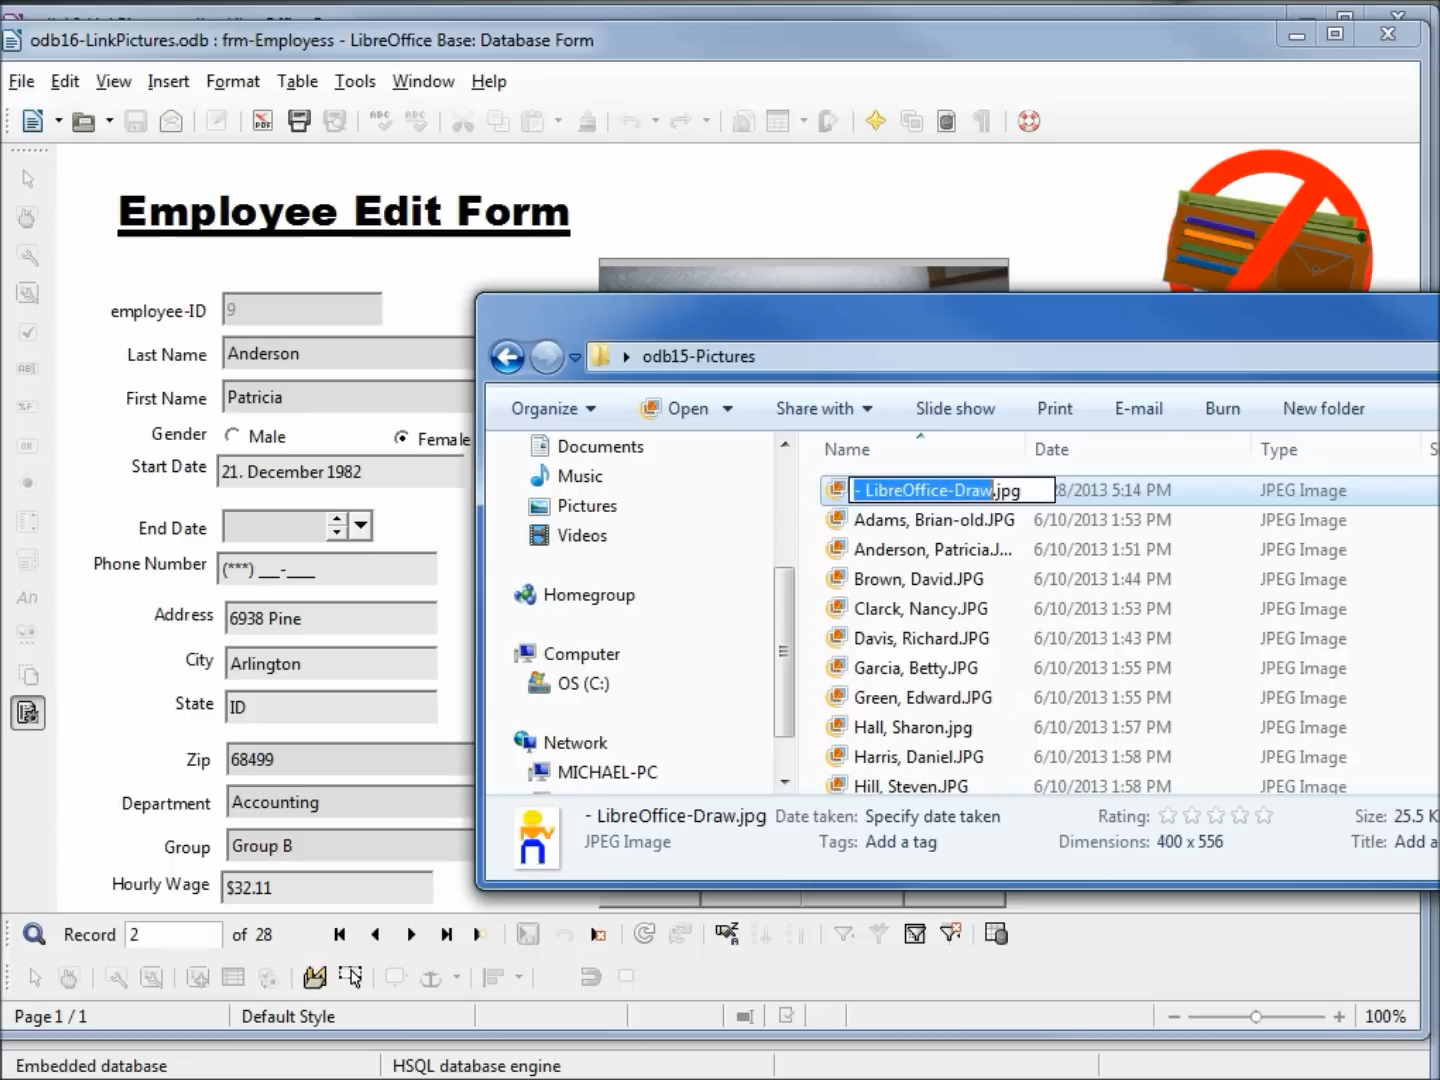 odb16-LinkPictures.odb : frm-Employess - LibreOffice Base: Database Form
File Edit View Insert Format Table Tools Window Help
Employee Edit Form
employee-ID 9
Last Name Anderson
First Name Patricia
Gender Male Female
Start Date 21. December 1982
End Date
Phone Number (***) ___-____
Address 6938 Pine
City Arlington
State ID
Zip 68499
Department Accounting
Group Group B
Hourly Wage $32.11
odb15-Pictures
Organize Open Share with Slide show Print E-mail Burn New folder
Documents
Music
Pictures
Videos
Homegroup
Computer
OS (C:)
Network
MICHAEL-PC
Name Date Type S
- LibreOffice-Draw.jpg 28/2013 5:14 PM JPEG Image
Adams, Brian-old.JPG 6/10/2013 1:53 PM JPEG Image
Anderson, Patricia.J... 6/10/2013 1:51 PM JPEG Image
Brown, David.JPG 6/10/2013 1:44 PM JPEG Image
Clarck, Nancy.JPG 6/10/2013 1:53 PM JPEG Image
Davis, Richard.JPG 6/10/2013 1:43 PM JPEG Image
Garcia, Betty.JPG 6/10/2013 1:55 PM JPEG Image
Green, Edward.JPG 6/10/2013 1:55 PM JPEG Image
Hall, Sharon.jpg 6/10/2013 1:57 PM JPEG Image
Harris, Daniel.JPG 6/10/2013 1:58 PM JPEG Image
Hill, Steven.JPG 6/10/2013 1:58 PM JPEG Image
- LibreOffice-Draw.jpg Date taken: Specify date taken Rating: Size: 25.5 K
JPEG Image Tags: Add a tag Dimensions: 400 x 556 Title: Add a
Record 2 of 28
Page 1 / 1 Default Style 100%
Embedded database HSQL database engine